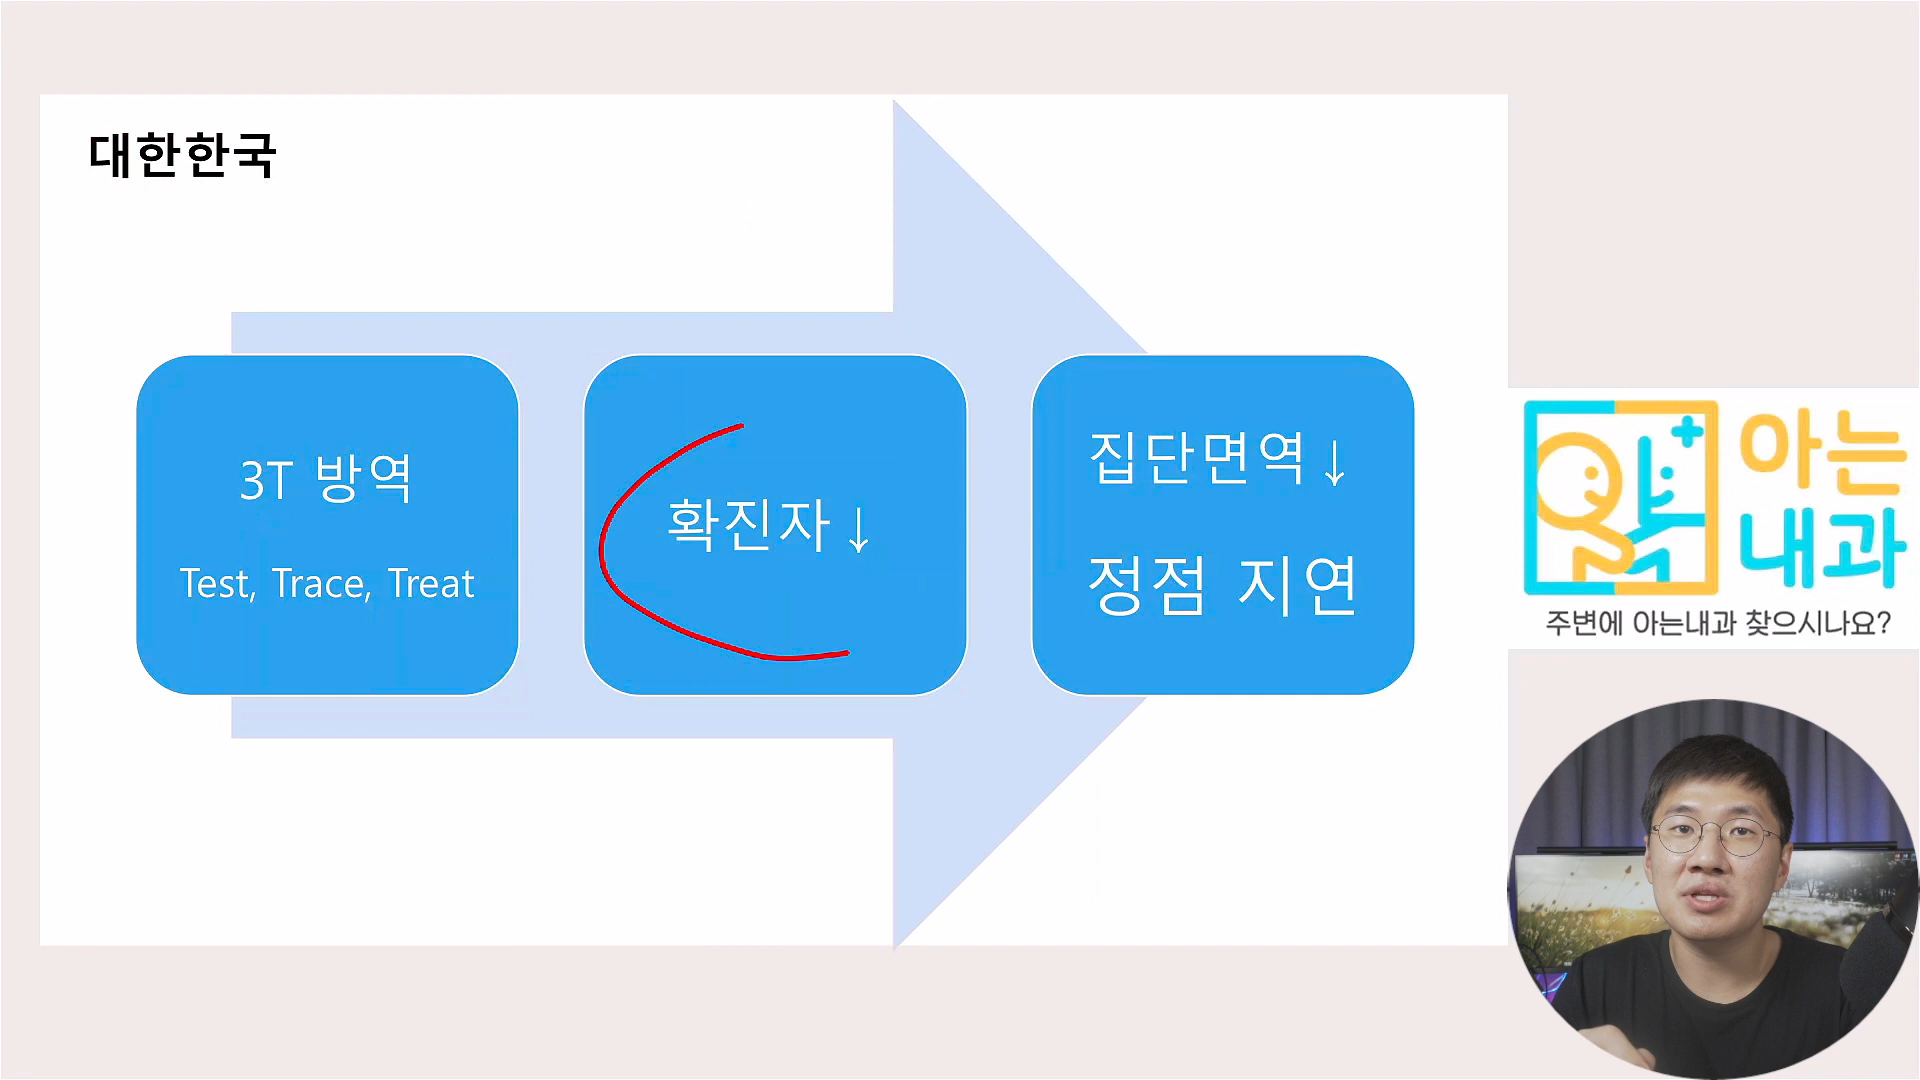 대한한국
3T 방역
Test, Trace, Treat
확진자↓
집단면역↓
정점 지연
아는
내과
주변에 아는내과 찾으시나요?